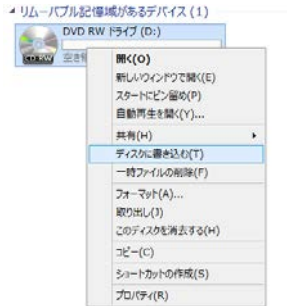 リムーバブル記憶域があるデバイス (1)
DVD RW ドライブ (D:)
CD RW
空き領
開く(O)
新しいウィンドウで開く(E)
スタートにピン留め(P)
自動再生を開く(Y)...
共有(H)
ディスクに書き込む(T)
一時ファイルの削除(F)
フォーマット(A)...
取り出し(J)
このディスクを消去する(H)
コピー(C)
ショートカットの作成(S)
プロパティ(R)